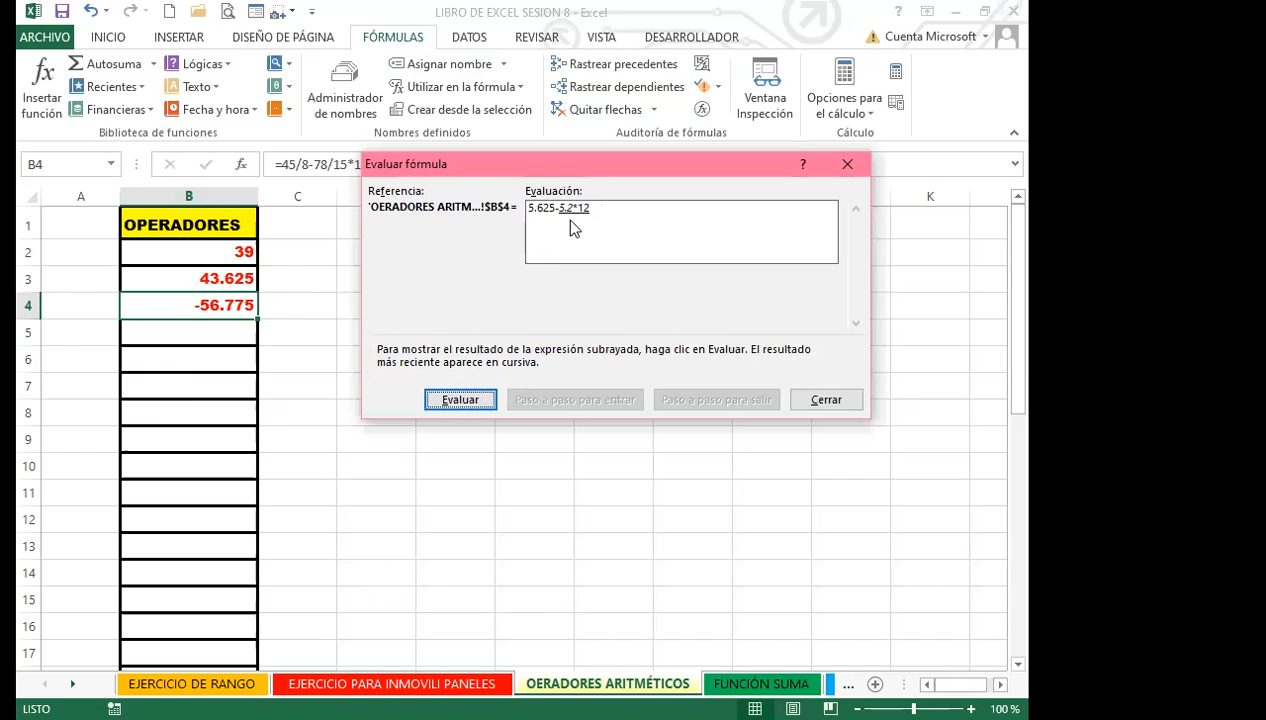 LIBRO DE EXCEL SESION 8 - Excel
ARCHIVO INICIO INSERTAR DISEÑO DE PÁGINA FÓRMULAS DATOS REVISAR VISTA DESARROLLADOR Cuenta Microsoft
Insertar función
Autosuma
Recientes
Financieras
Lógicas
Texto
Fecha y hora
Biblioteca de funciones
Administrador de nombres
Asignar nombre
Utilizar en la fórmula
Crear desde la selección
Nombres definidos
Rastrear precedentes
Rastrear dependientes
Quitar flechas
Auditoría de fórmulas
Ventana Inspección
Opciones para el cálculo
Cálculo
B4 fx =45/8-78/15*1
A B C K
1 OPERADORES
2 39
3 43.625
4 -56.775
5
6
7
8
9
10
11
12
13
14
15
16
17
Evaluar fórmula ?
Referencia: Evaluación:
'OERADORES ARITM...!$B$4 = 5.625-5.2*12
Para mostrar el resultado de la expresión subrayada, haga clic en Evaluar. El resultado
más reciente aparece en cursiva.
Evaluar Paso a paso para entrar Paso a paso para salir Cerrar
EJERCICIO DE RANGO EJERCICIO PARA INMOVILI PANELES OERADORES ARITMÉTICOS FUNCIÓN SUMA ...
LISTO 100 %